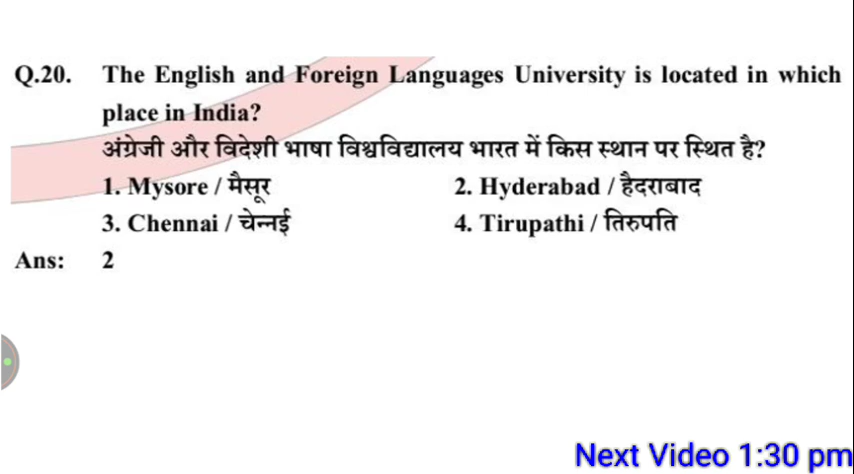 Q.20. The English and Foreign Languages University is located in which
place in India?
अंग्रेजी और विदेशी भाषा विश्वविद्यालय भारत में किस स्थान पर स्थित है?
1. Mysore / मैसूर 2. Hyderabad / हैदराबाद
3. Chennai / चेन्नई 4. Tirupathi / तिरुपति
Ans: 2
Next Video 1:30 pm